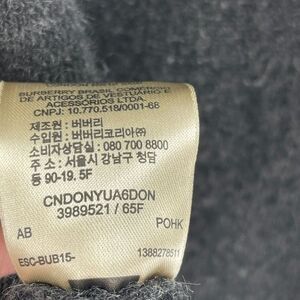 BURBERRY BRASIL COMERCIO
DE ARTIGOS DE VESTUARIO E
ACESSORIOS LTDA.
CNPJ: 10.770.518/0001-66
제조원 : 버버리
수입원 : 버버리코리아㈜
소비자상담실 : 080 700 8800
주소 : 서울시 강남구 청담
동 90-19. 5F
CNDONYUA6DON
3989521 / 65F
AB POHK
ESC-BUB15- 1388278511